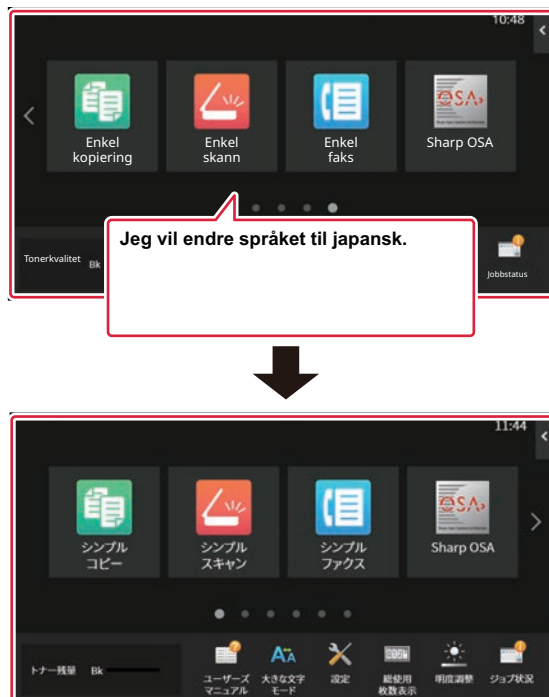 10:48
Enkel
kopiering
Enkel
skann
Enkel
faks
Sharp OSA
Jeg vil endre språket til japansk.
Tonerkvalitet
Bk
Jobbstatus
11:44
シンプル
コピー
シンプル
スキャン
シンプル
ファクス
Sharp OSA
トナー残量
Bk
ユーザーズ
マニュアル
大きな文字
モード
設定
総使用
枚数表示
明度調整
ジョブ状況